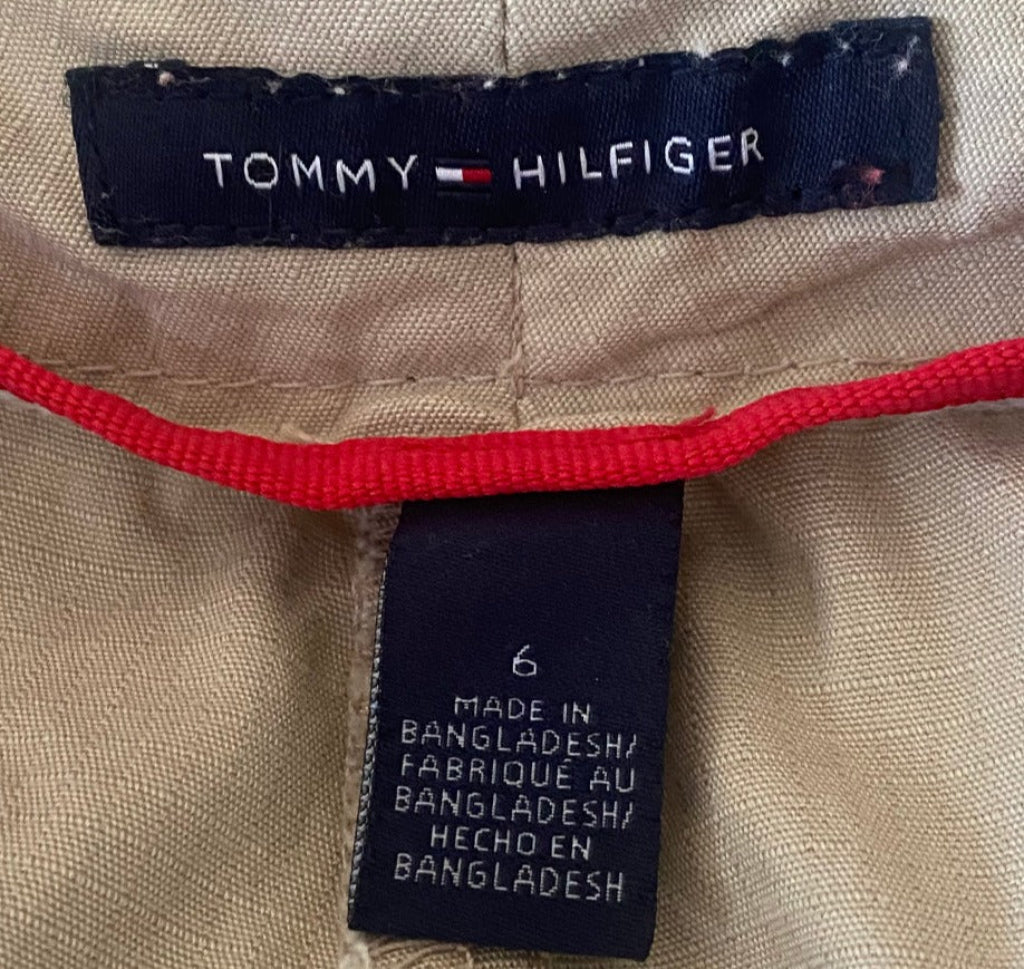 TOMMY HILFIGER
6
MADE IN
BANGLADESH/
FABRIQUÉ AU
BANGLADESH/
HECHO EN
BANGLADESH